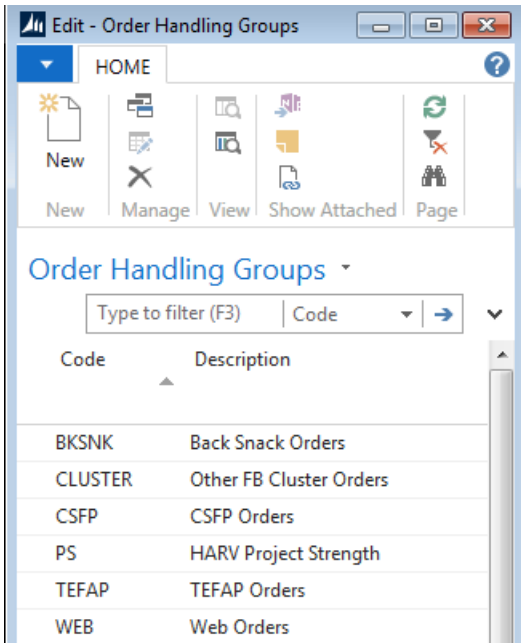 Edit - Order Handling Groups
HOME
New
New Manage View Show Attached Page
Order Handling Groups
Type to filter (F3) Code
Code Description
BKSNK Back Snack Orders
CLUSTER Other FB Cluster Orders
CSFP CSFP Orders
PS HARV Project Strength
TEFAP TEFAP Orders
WEB Web Orders